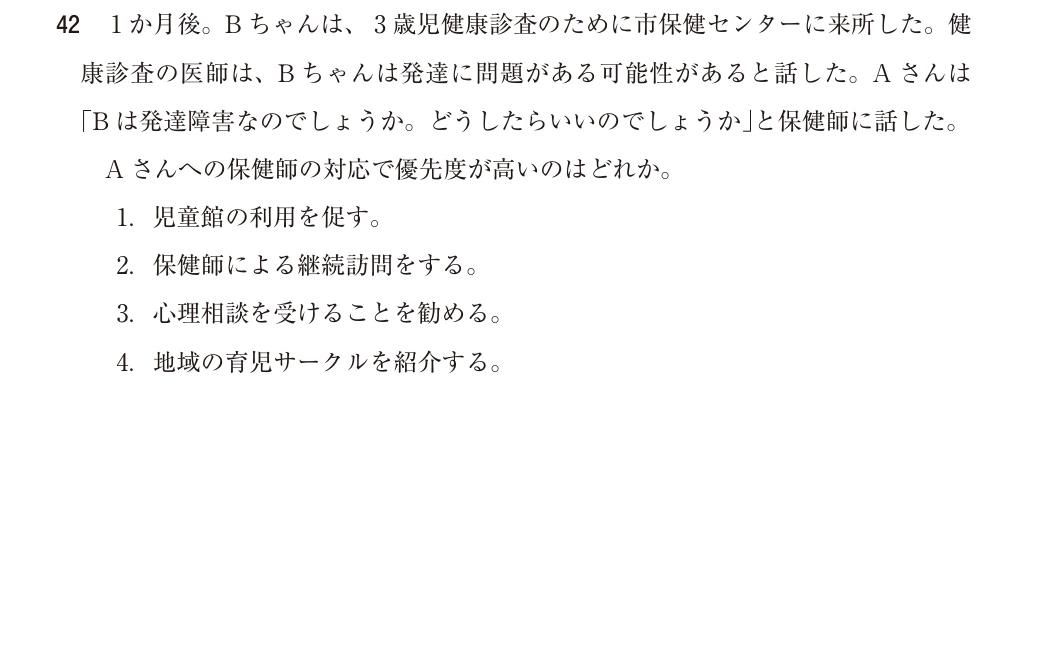 42 1か月後。Bちゃんは、3歳児健康診査のために市保健センターに来所した。健
康診査の医師は、Bちゃんは発達に問題がある可能性があると話した。Aさんは
「Bは発達障害なのでしょうか。どうしたらいいのでしょうか」と保健師に話した。
Aさんへの保健師の対応で優先度が高いのはどれか。
1. 児童館の利用を促す。
2. 保健師による継続訪問をする。
3. 心理相談を受けることを勧める。
4. 地域の育児サークルを紹介する。